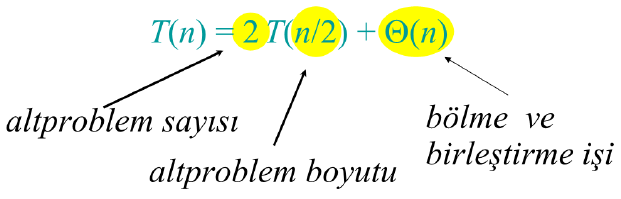 T(n) = 2 T(n/2) + Θ(n)
altproblem sayısı
altproblem boyutu
bölme ve
birleştirme işi